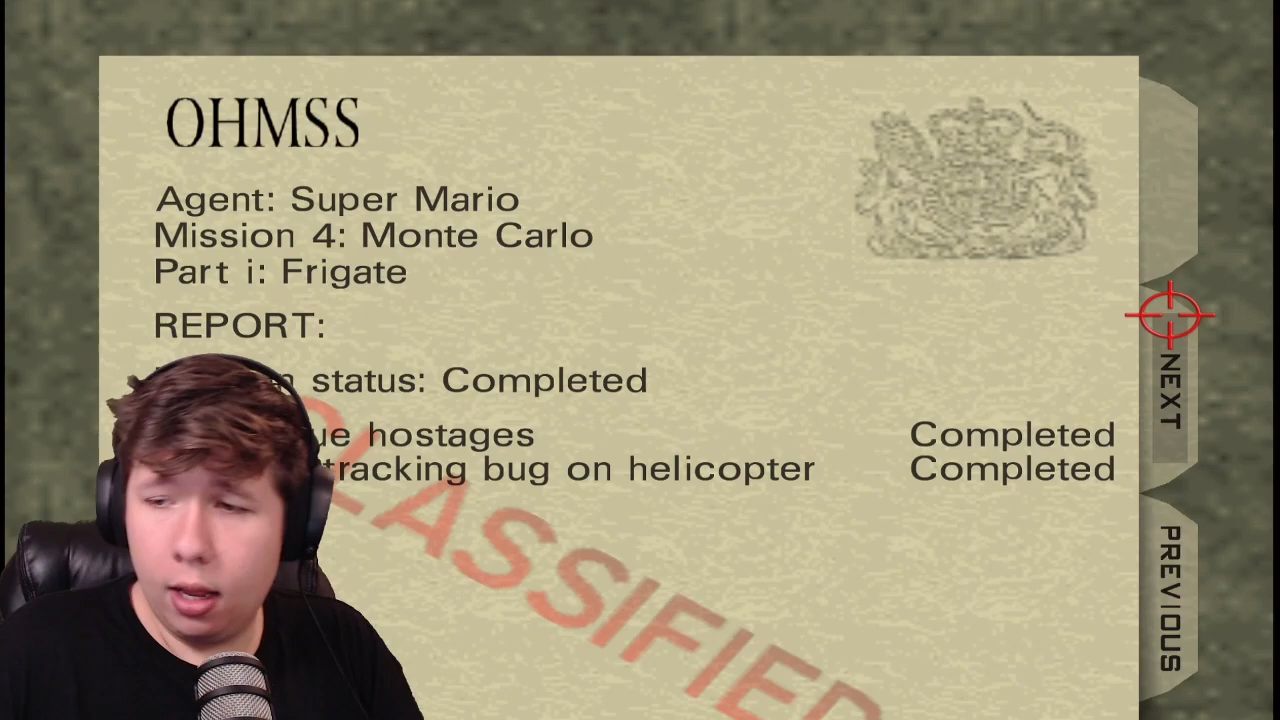 OHMSS
Agent: Super Mario
Mission 4: Monte Carlo
Part i: Frigate
REPORT:
status: Completed
hostages Completed
tracking bug on helicopter Completed
CLASSIFIED
NEXT
PREVIOUS